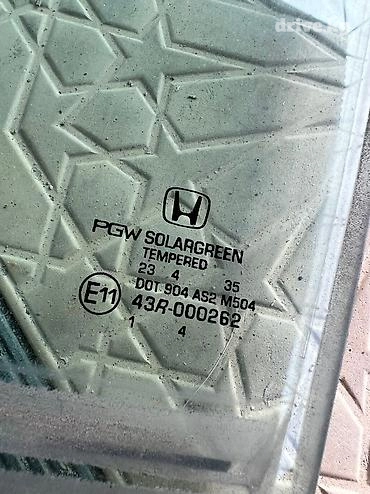 PGW SOLARGREEN
TEMPERED
23 4 35
DOT 904 AS2 M504
E11 43R-000262
1 4